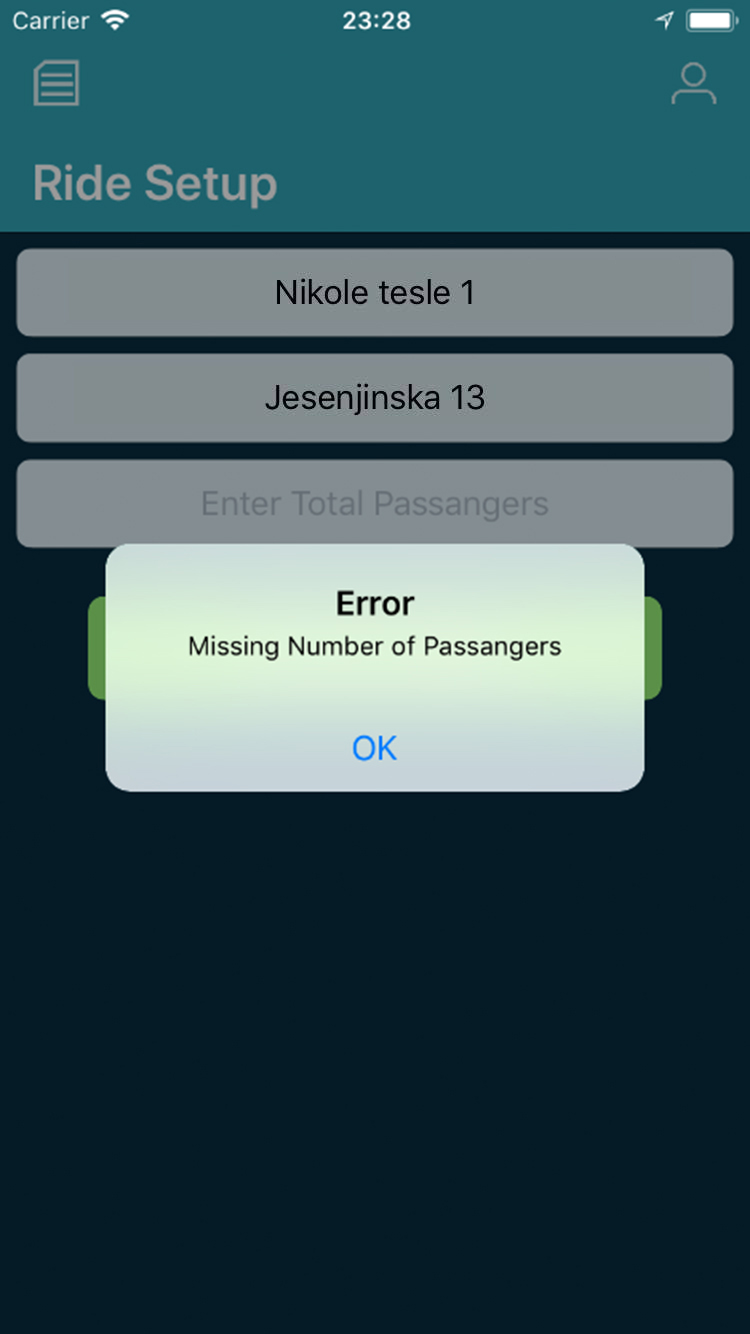 Carrier 23:28
Ride Setup
Nikole tesle 1
Jesenjinska 13
Enter Total Passangers
Error
Missing Number of Passangers
OK